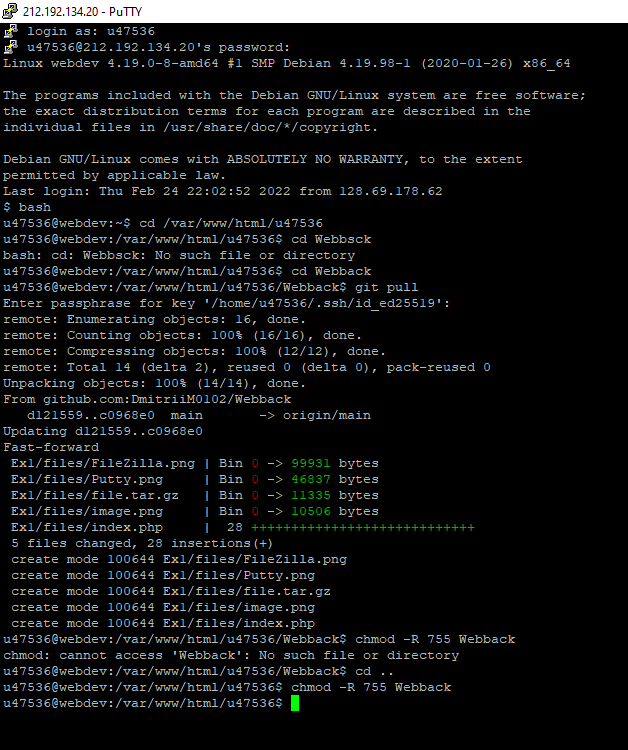 212.192.134.20 - PuTTY
login as: u47536
u47536@212.192.134.20's password:
Linux webdev 4.19.0-8-amd64 #1 SMP Debian 4.19.98-1 (2020-01-26) x86_64
The programs included with the Debian GNU/Linux system are free software;
the exact distribution terms for each program are described in the
individual files in /usr/share/doc/*/copyright.
Debian GNU/Linux comes with ABSOLUTELY NO WARRANTY, to the extent
permitted by applicable law.
Last login: Thu Feb 24 22:02:52 2022 from 128.69.178.62
$ bash
u47536@webdev:~$ cd /var/www/html/u47536
u47536@webdev:/var/www/html/u47536$ cd Webbsck
bash: cd: Webbsck: No such file or directory
u47536@webdev:/var/www/html/u47536$ cd Webback
u47536@webdev:/var/www/html/u47536/Webback$ git pull
Enter passphrase for key '/home/u47536/.ssh/id_ed25519':
remote: Enumerating objects: 16, done.
remote: Counting objects: 100% (16/16), done.
remote: Compressing objects: 100% (12/12), done.
remote: Total 14 (delta 2), reused 0 (delta 0), pack-reused 0
Unpacking objects: 100% (14/14), done.
From github.com:DmitriiM0102/Webback
   d121559..c0968e0  main       -> origin/main
Updating d121559..c0968e0
Fast-forward
 Ex1/files/FileZilla.png | Bin 0 -> 99931 bytes
 Ex1/files/Putty.png     | Bin 0 -> 46837 bytes
 Ex1/files/file.tar.gz   | Bin 0 -> 11335 bytes
 Ex1/files/image.png     | Bin 0 -> 10506 bytes
 Ex1/files/index.php     |  28 ++++++++++++++++++++++++++++
 5 files changed, 28 insertions(+)
 create mode 100644 Ex1/files/FileZilla.png
 create mode 100644 Ex1/files/Putty.png
 create mode 100644 Ex1/files/file.tar.gz
 create mode 100644 Ex1/files/image.png
 create mode 100644 Ex1/files/index.php
u47536@webdev:/var/www/html/u47536/Webback$ chmod -R 755 Webback
chmod: cannot access 'Webback': No such file or directory
u47536@webdev:/var/www/html/u47536/Webback$ cd ..
u47536@webdev:/var/www/html/u47536$ chmod -R 755 Webback
u47536@webdev:/var/www/html/u47536$